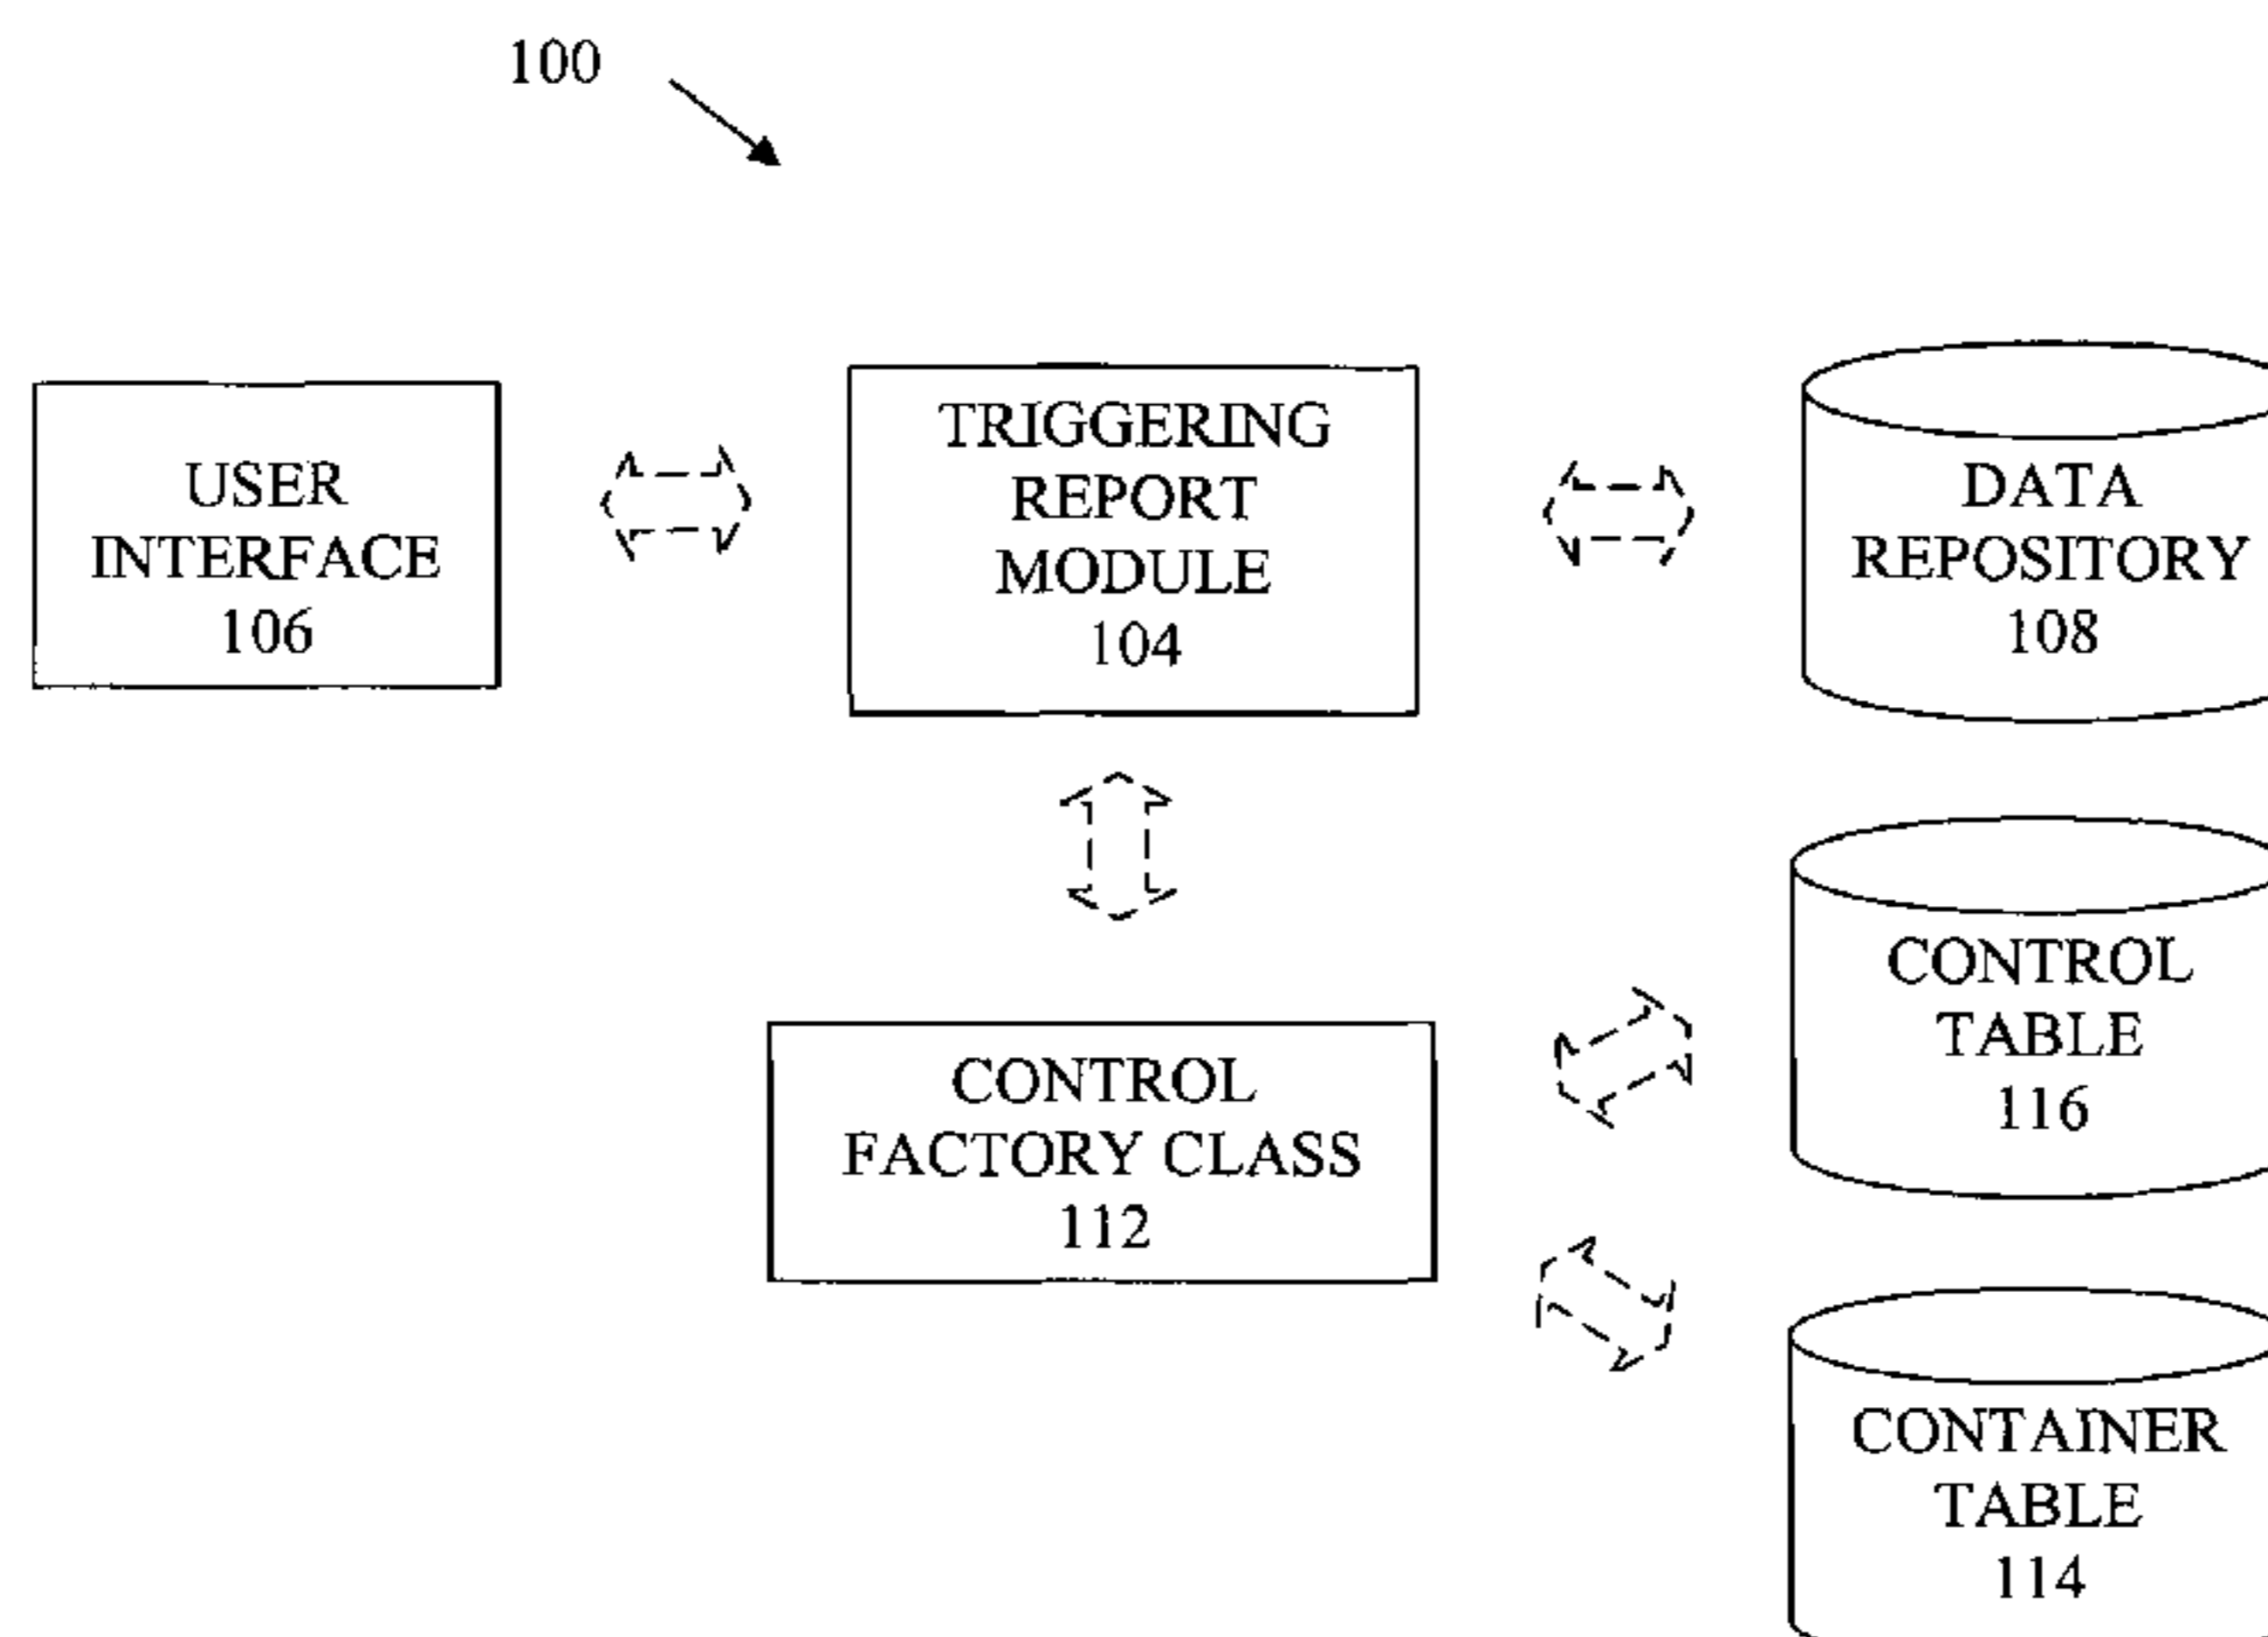 100
USER
INTERFACE
106
TRIGGERING
REPORT
MODULE
104
DATA
REPOSITORY
108
CONTROL
FACTORY CLASS
112
CONTROL
TABLE
116
CONTAINER
TABLE
114